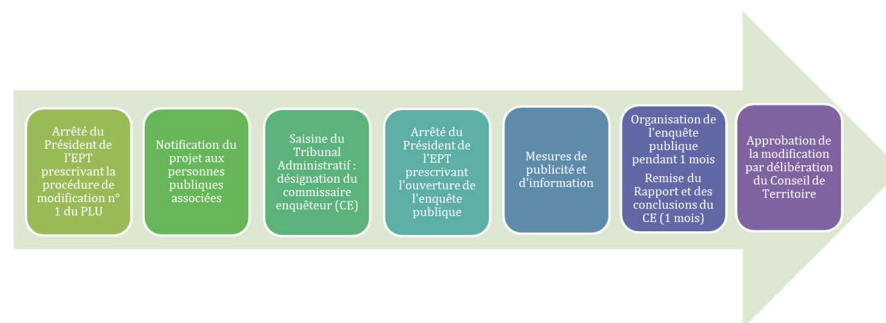 Arrêté du
Président de
l'EPT
prescrivant la
procédure de
modification n°
1 du PLU
Notification du
projet aux
personnes
publiques
associées
Saisine du
Tribunal
Administratif :
désignation du
commissaire
enquêteur (CE)
Arrêté du
Président de
l'EPT
prescrivant
l'ouverture de
l'enquête
publique
Mesures de
publicité et
d'information
Organisation de
l'enquête
publique
pendant 1 mois
Remise du
Rapport et des
conclusions du
CE (1 mois)
Approbation de
la modification
par délibération
du Conseil de
Territoire